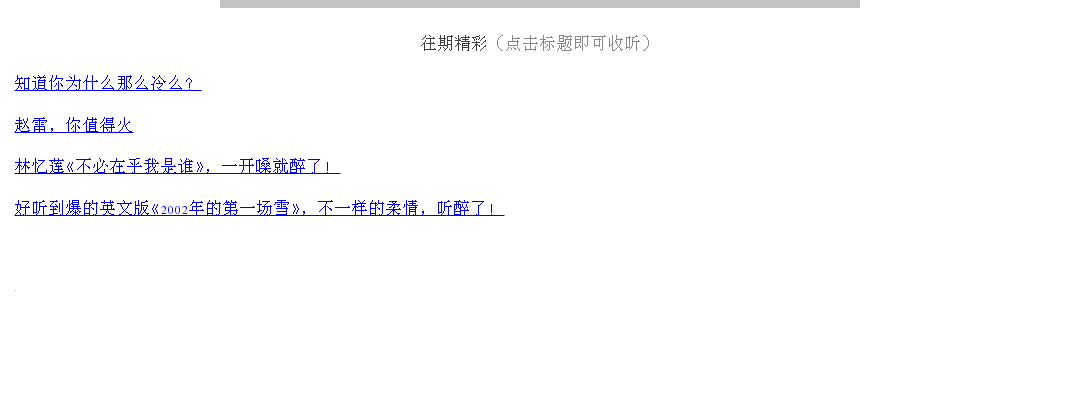 往期精彩（点击标题即可收听）
知道你为什么那么冷么？
赵雷，你值得火
林忆莲《不必在乎我是谁》，一开嗓就醉了！
好听到爆的英文版《2002年的第一场雪》，不一样的柔情，听醉了！